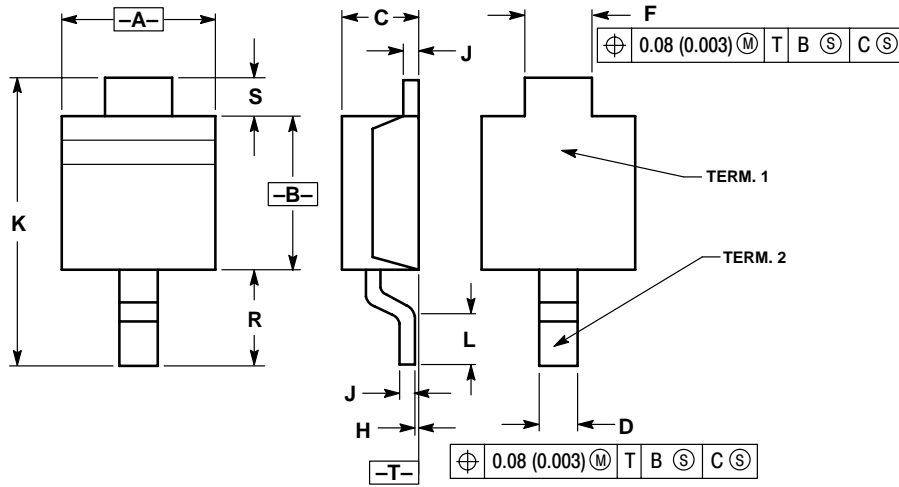 –A–
C
F
⌖ 0.08 (0.003) Ⓜ T B Ⓢ C Ⓢ
J
S
TERM. 1
–B–
K
TERM. 2
R
L
J
H
D
–T–
⌖ 0.08 (0.003) Ⓜ T B Ⓢ C Ⓢ